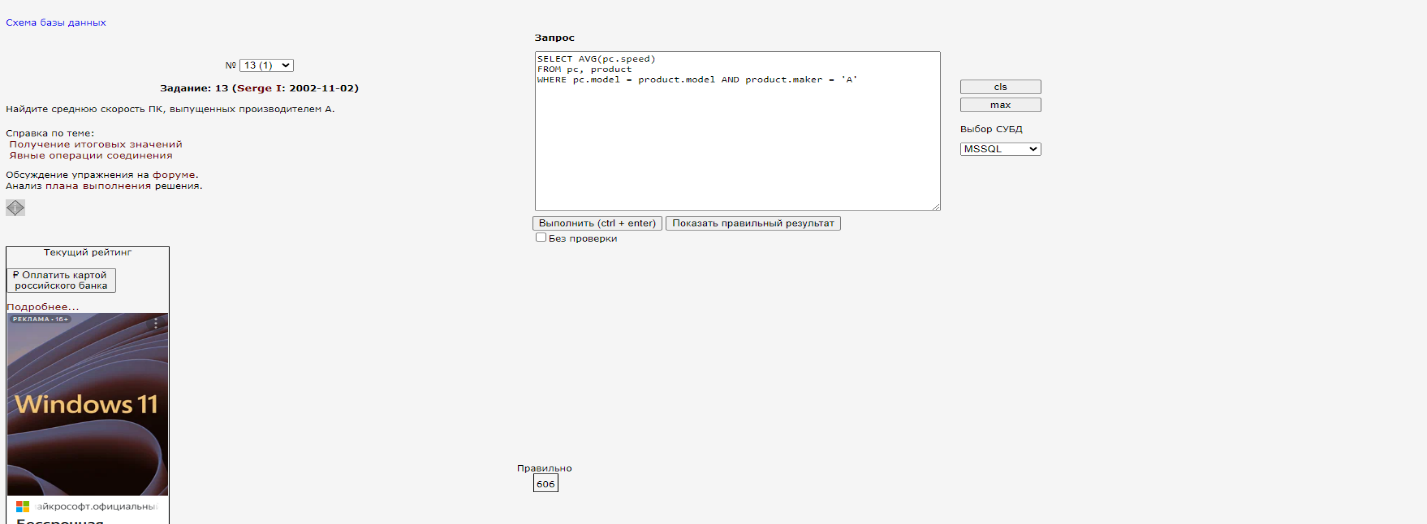 Схема базы данных
№ 13 (1)
Задание: 13 (Serge I: 2002-11-02)
Найдите среднюю скорость ПК, выпущенных производителем A.
Справка по теме:
Получение итоговых значений
Явные операции соединения
Обсуждение упражнения на форуме.
Анализ плана выполнения решения.
Текущий рейтинг
₽ Оплатить картой
российского банка
Подробнее...
РЕКЛАМА • 16+
Windows 11
айкрософт.официальный
Бессрочная
Запрос
SELECT AVG(pc.speed)
FROM pc, product
WHERE pc.model = product.model AND product.maker = 'A'
Выполнить (ctrl + enter) Показать правильный результат
Без проверки
Правильно
606
cls
max
Выбор СУБД
MSSQL